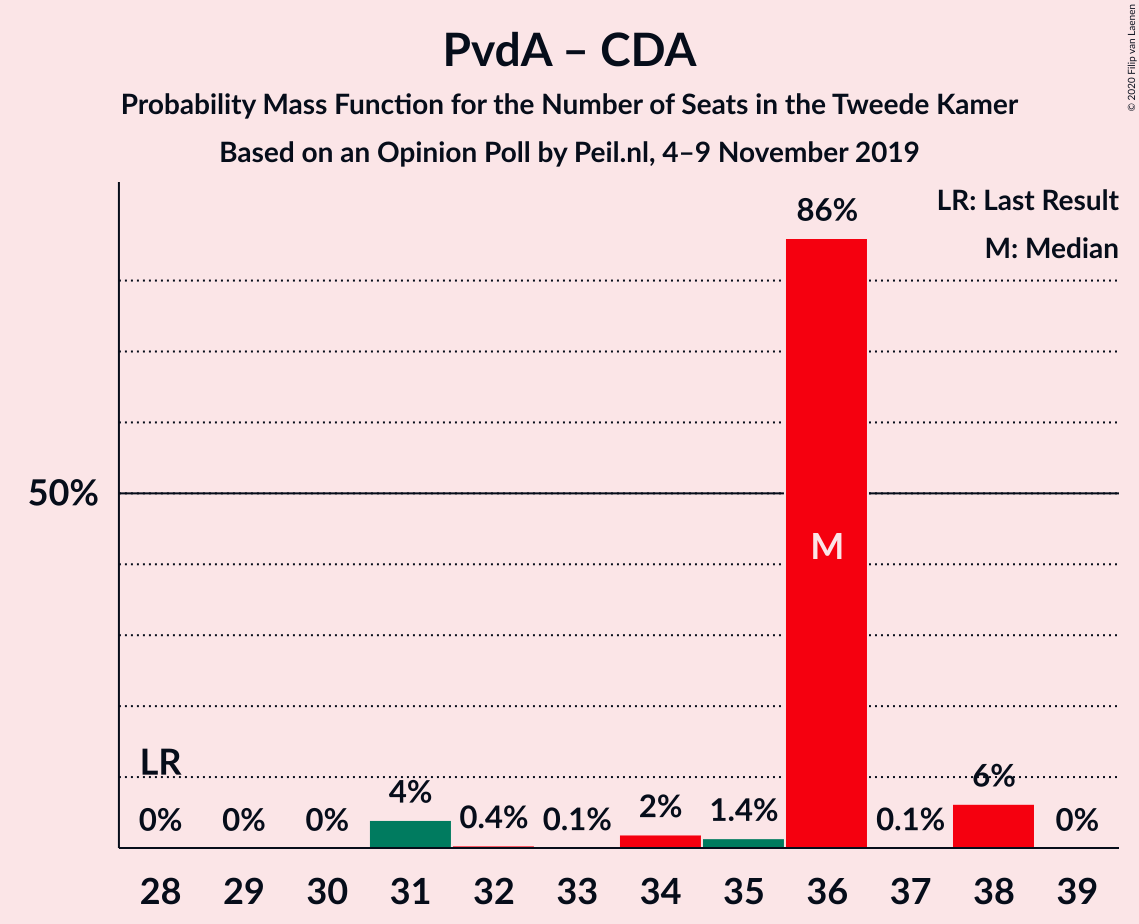 PvdA – CDA
Probability Mass Function for the Number of Seats in the Tweede Kamer
Based on an Opinion Poll by Peil.nl, 4–9 November 2019
© 2020 Filip van Laenen
LR: Last Result
M: Median
86%
50%
M
LR
0% 0% 0% 4% 0.4% 0.1% 2% 1.4% 0.1% 6% 0%
28 29 30 31 32 33 34 35 36 37 38 39